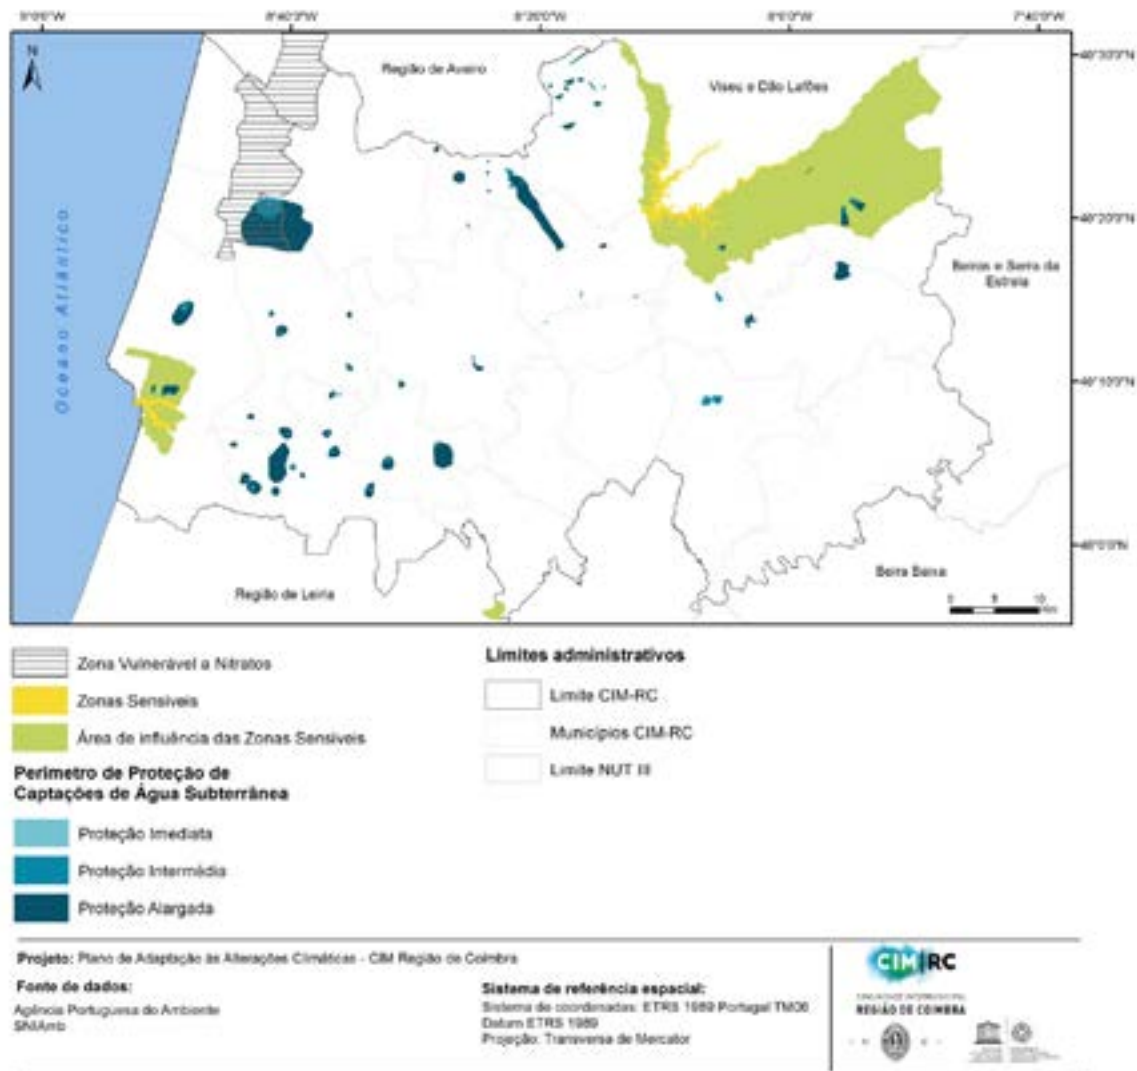 8°40'0"W
8°20'0"W
8°0'0"W
7°40'0"W
N
Região de Aveiro
Viseu e Dão Lafões
40°30'0"N
40°20'0"N
Beiras e Serra da
Estrela
Oceano Atlântico
40°10'0"N
40°0'0"N
Região de Leiria
Beira Baixa
0 5 10
Km
Zona Vulnerável a Nitratos
Zonas Sensíveis
Área de influência das Zonas Sensíveis
Perímetro de Proteção de
Captações de Água Subterrânea
Proteção Imediata
Proteção Intermédia
Proteção Alargada
Limites administrativos
Limite CIM-RC
Municípios CIM-RC
Limite NUT III
Projeto: Plano de Adaptação às Alterações Climáticas - CIM Região de Coimbra
Fonte de dados:
Agência Portuguesa do Ambiente
SNIAmb
Sistema de referência espacial:
Sistema de coordenadas: ETRS 1989 Portugal TM06
Datum ETRS 1989
Projeção: Transversa de Mercator
CIM|RC
REGIÃO DE COIMBRA